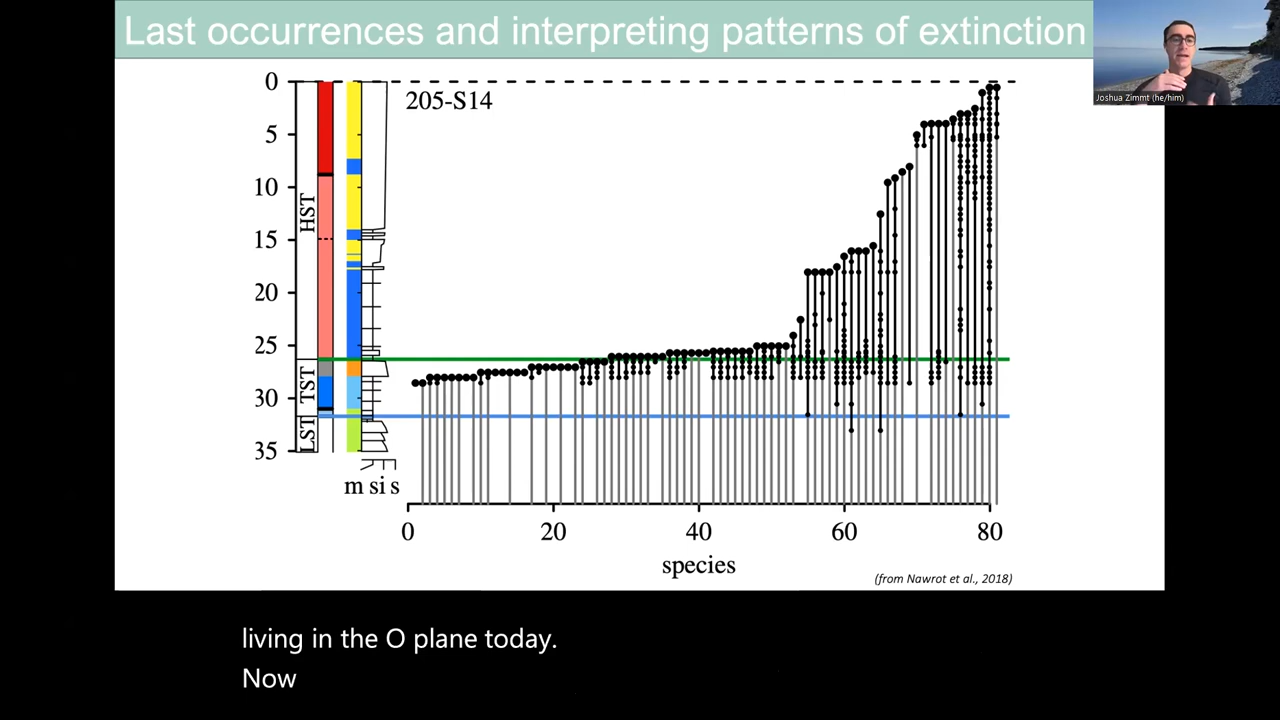 Last occurrences and interpreting patterns of extinction
Joshua Zimmt (he/him)
205-S14
0
5
10
15
20
25
30
35
HST
TST
LST
m si s
0 20 40 60 80
species
(from Nawrot et al., 2018)
living in the O plane today.
Now